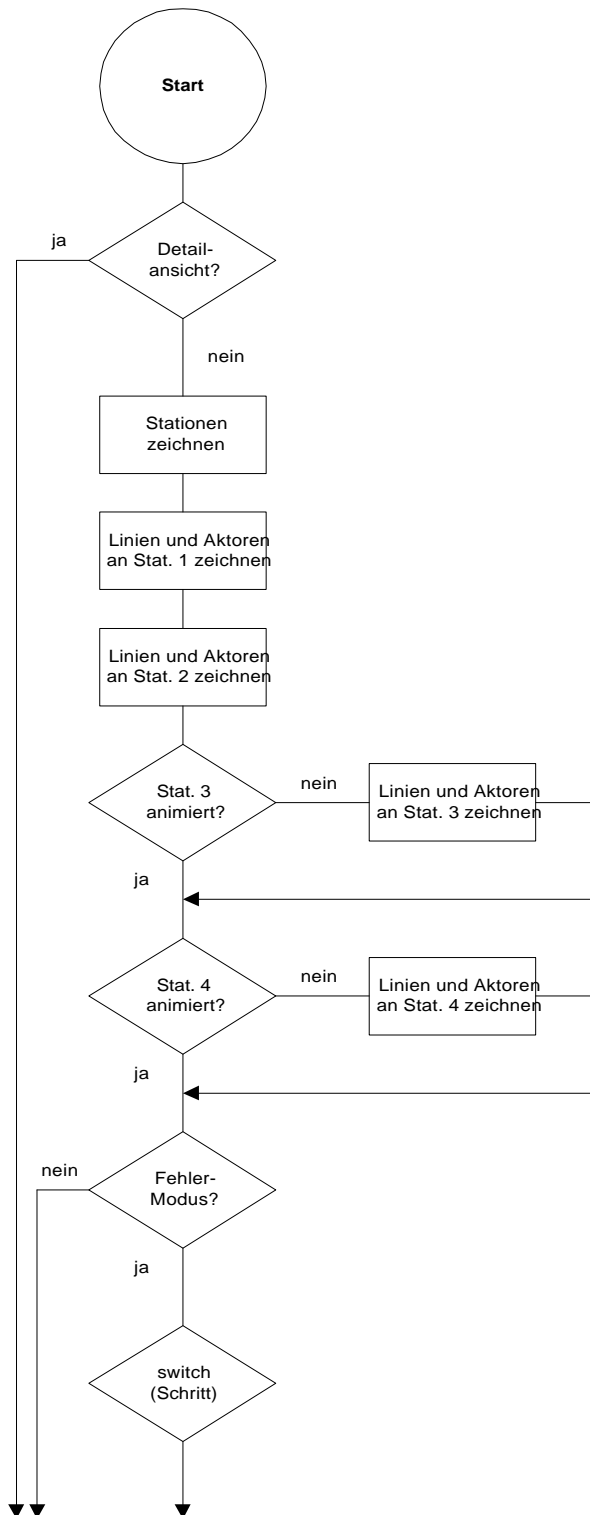 Start
ja
Detail-
ansicht?
nein
Stationen
zeichnen
Linien und Aktoren
an Stat. 1 zeichnen
Linien und Aktoren
an Stat. 2 zeichnen
Stat. 3
animiert?
nein
Linien und Aktoren
an Stat. 3 zeichnen
ja
Stat. 4
animiert?
nein
Linien und Aktoren
an Stat. 4 zeichnen
ja
nein
Fehler-
Modus?
ja
switch
(Schritt)